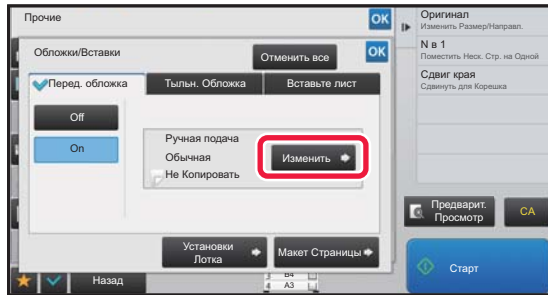 Прочие
OK
Обложки/Вставки
Отменить все
OK
Перед. обложка
Тыльн. Обложка
Вставьте лист
Off
On
Ручная подача
Обычная
Не Копировать
Изменить
Установки
Лотка
Макет Страницы
Назад
3 B4
4 A3
Оригинал
Изменить Размер/Направл.
N в 1
Поместить Неск. Стр. на Одной
Сдвиг края
Сдвинуть для Корешка
Предварит.
Просмотр
CA
Старт